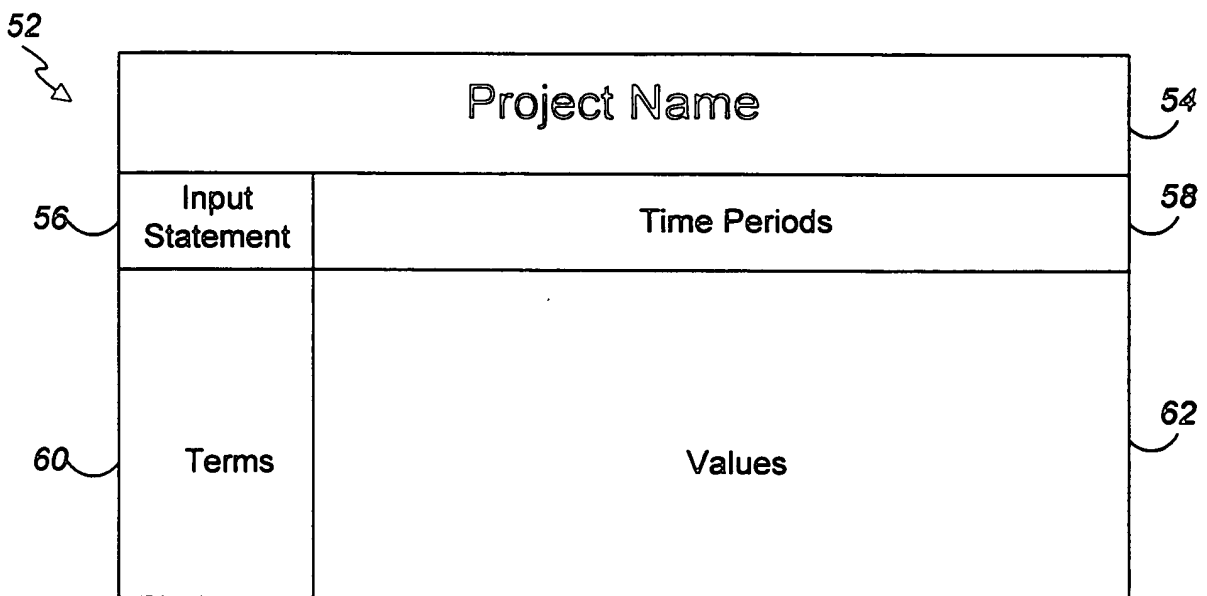 52
Project Name
54
56
Input
Statement
Time Periods
58
60
Terms
Values
62